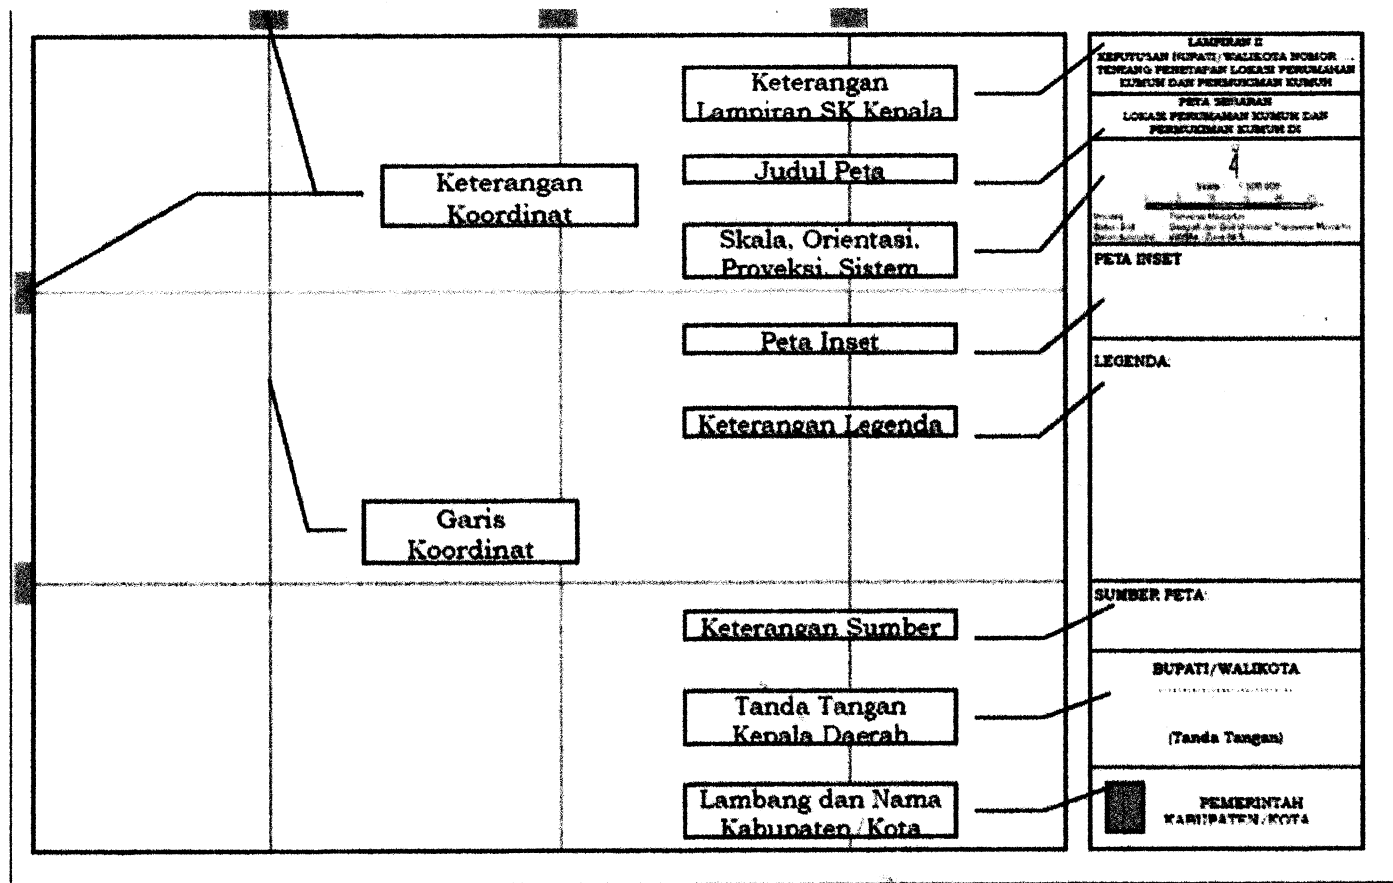 Keterangan
Koordinat
Garis
Koordinat
Keterangan
Lampiran SK Kepala
Judul Peta
Skala, Orientasi,
Proyeksi, Sistem
Peta Inset
Keterangan Legenda
Keterangan Sumber
Tanda Tangan
Kepala Daerah
Lambang dan Nama
Kabupaten/Kota
LAMPIRAN II
KEPUTUSAN BUPATI/WALIKOTA NOMOR ...
TENTANG PENETAPAN LOKASI PERUMAHAN
KUMUH DAN PERMUKIMAN KUMUH
PETA SEBARAN
LOKASI PERUMAHAN KUMUH DAN
PERMUKIMAN KUMUH DI
PETA INSET
LEGENDA:
SUMBER PETA:
BUPATI/WALIKOTA
(Tanda Tangan)
PEMERINTAH
KABUPATEN/KOTA